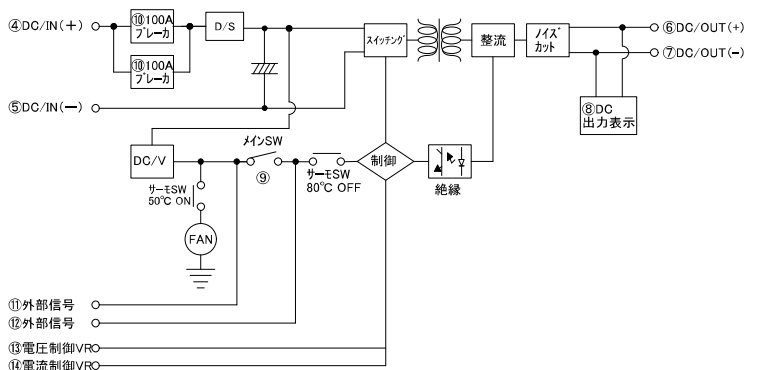 ④DC/IN(+)
⑩100A
ブレーカ
D/S
⑩100A
ブレーカ
スイッチング
整流
ノイズ
カット
⑥DC/OUT(+)
⑦DC/OUT(-)
⑧DC
出力表示
⑤DC/IN(-)
DC/V
メインSW
⑨
サーモSW
80℃ OFF
制御
絶縁
サーモSW
50℃ ON
FAN
⑪外部信号
⑫外部信号
⑬電圧制御VR
⑭電流制御VR